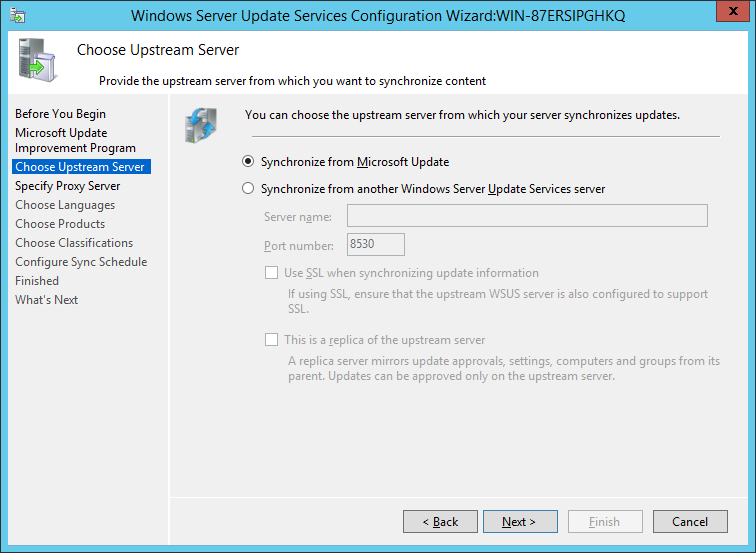 Windows Server Update Services Configuration Wizard:WIN-87ERSIPGHKQ
x
Choose Upstream Server
Provide the upstream server from which you want to synchronize content
Before You Begin
Microsoft Update
Improvement Program
Choose Upstream Server
Specify Proxy Server
Choose Languages
Choose Products
Choose Classifications
Configure Sync Schedule
Finished
What's Next
You can choose the upstream server from which your server synchronizes updates.
Synchronize from Microsoft Update
Synchronize from another Windows Server Update Services server
Server name:
Port number:
8530
Use SSL when synchronizing update information
If using SSL, ensure that the upstream WSUS server is also configured to support
SSL.
This is a replica of the upstream server
A replica server mirrors update approvals, settings, computers and groups from its
parent. Updates can be approved only on the upstream server.
< Back
Next >
Finish
Cancel